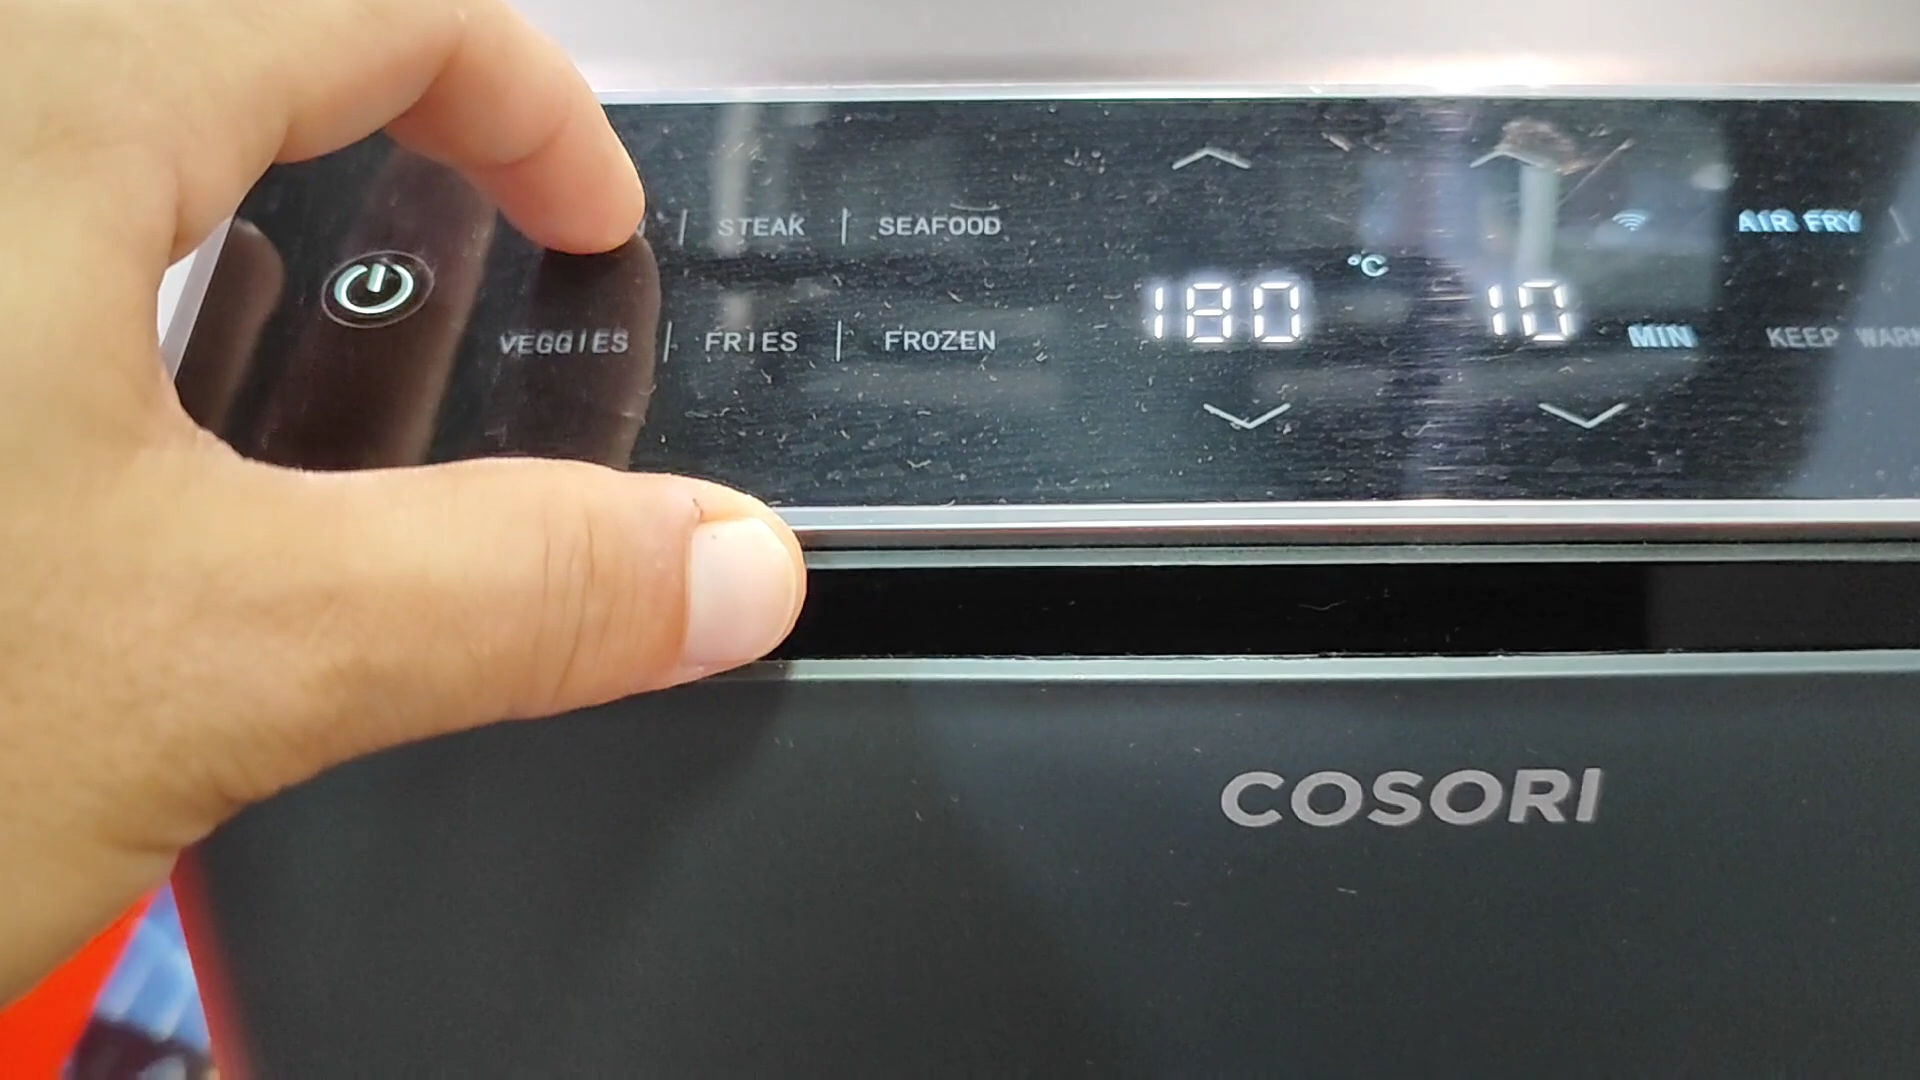 STEAK | SEAFOOD
VEGGIES | FRIES | FROZEN
180 °C
10 MIN
AIR FRY
KEEP WARM
COSORI